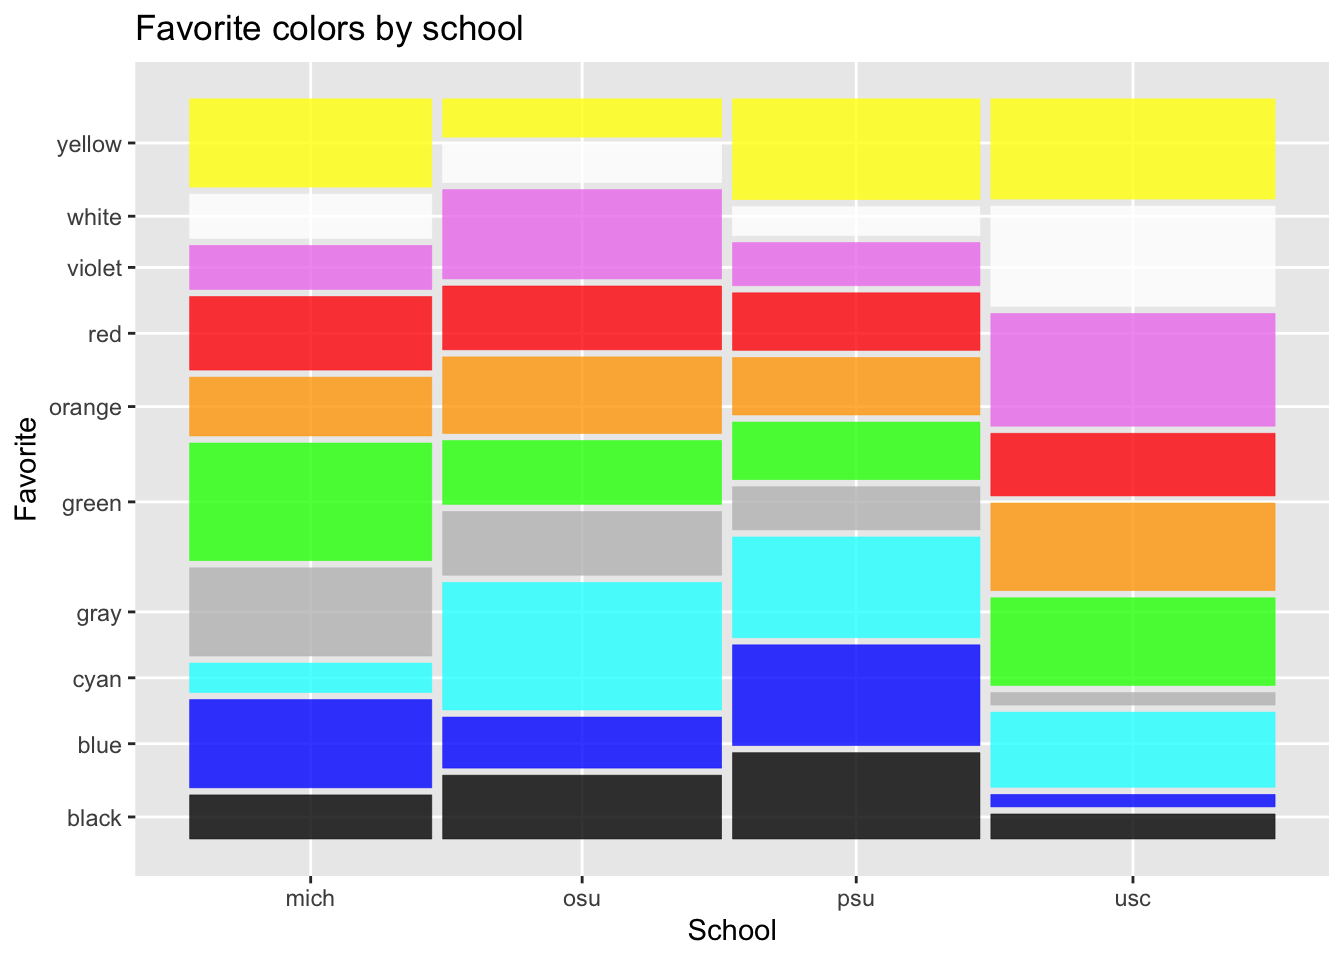 Favorite colors by school
yellow
white
violet
red
orange
green
gray
cyan
blue
black
Favorite
mich osu psu usc
School